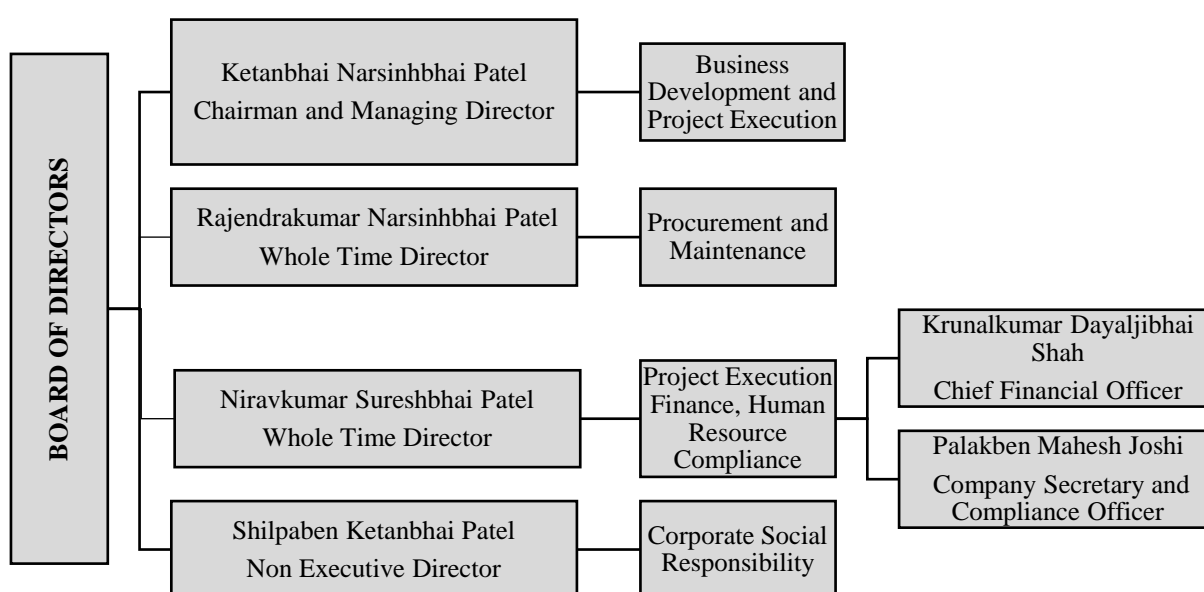 BOARD OF DIRECTORS
Ketanbhai Narsinhbhai Patel
Chairman and Managing Director
Business
Development and
Project Execution
Rajendrakumar Narsinhbhai Patel
Whole Time Director
Procurement and
Maintenance
Niravkumar Sureshbhai Patel
Whole Time Director
Project Execution
Finance, Human
Resource
Compliance
Krunalkumar Dayaljibhai
Shah
Chief Financial Officer
Palakben Mahesh Joshi
Company Secretary and
Compliance Officer
Shilpaben Ketanbhai Patel
Non Executive Director
Corporate Social
Responsibility